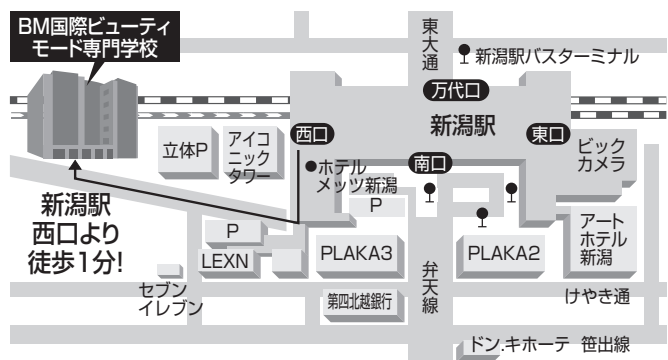 BM国際ビューティ
モード専門学校
東大通
新潟駅バスターミナル
万代口
新潟駅
西口
東口
南口
立体P
アイコ
ニック
タワー
ホテル
メッツ新潟
P
ビック
カメラ
新潟駅
西口より
徒歩1分!
P
LEXN
PLAKA3
PLAKA2
アート
ホテル
新潟
セブン
イレブン
第四北越銀行
弁天線
けやき通
ドン.キホーテ
笹出線